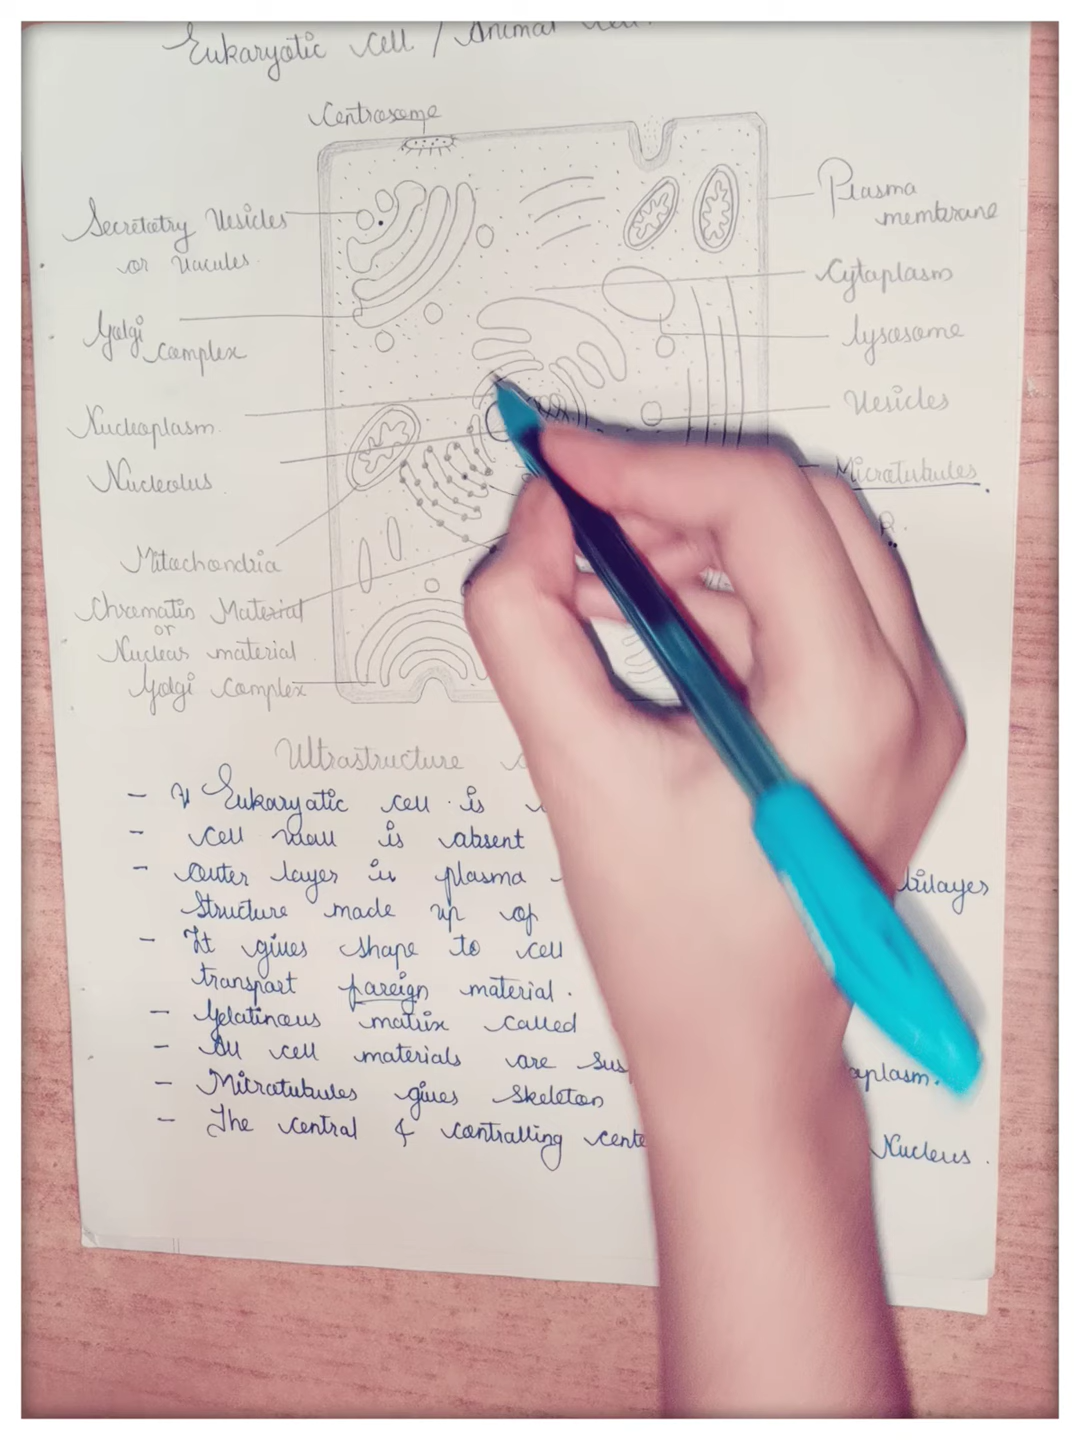 Eukaryotic cell / Animal cell.
Centrosome
Secretetry Vesicles
or Vacules
Plasma
membrane
Cytoplasm
Golgi
complex
Lysosome
Vesicles
Nucleoplasm
Nucleolus
Microtubules.
R.
Mitochondria
Chromatin Material
or
Nuclear material
Golgi complex
Ultrastructure
- Eukaryotic cell is
- cell wall is absent
- Outer layer is plasma bilayer
structure made up of
- It gives shape to cell
transport foreign material.
- Gelatinous matrix called
- All cell materials are sus oplasm.
- Microtubules gives skeleton
- The central & controlling cente Nucleus.